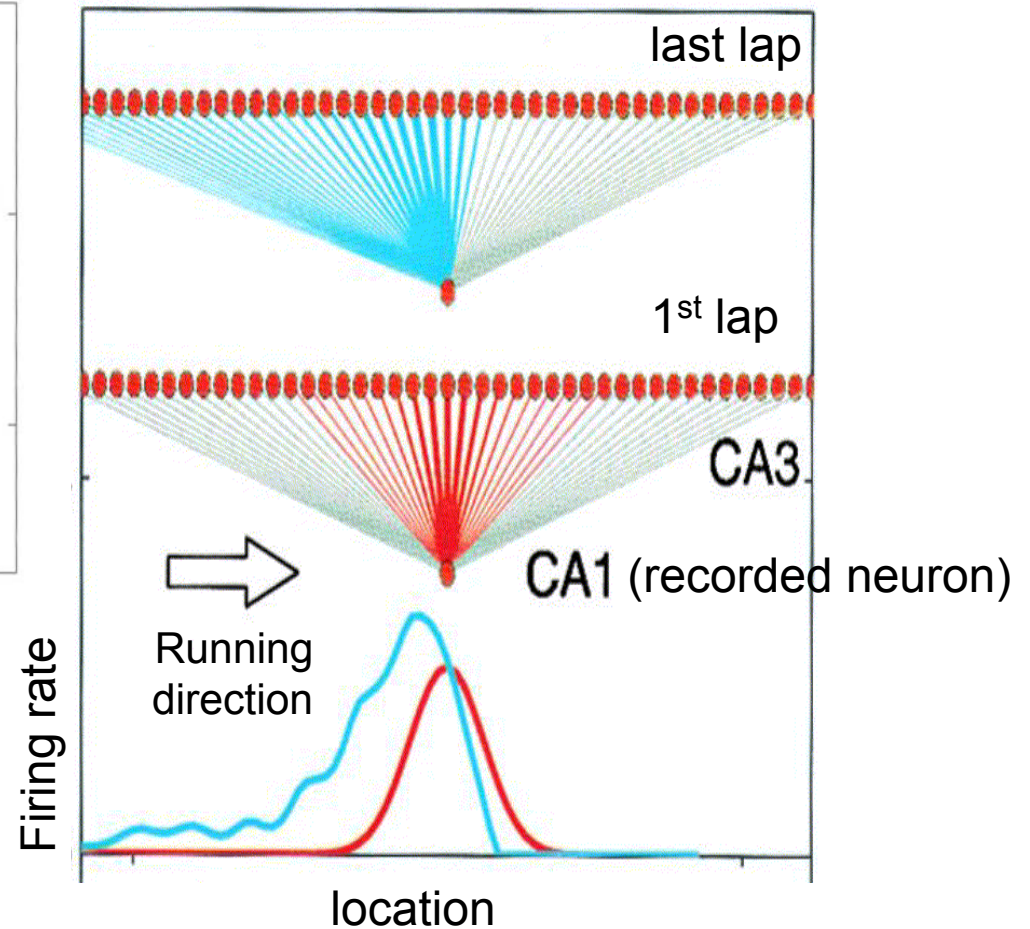 last lap
1st lap
CA3
CA1 (recorded neuron)
Running
direction
Firing rate
location